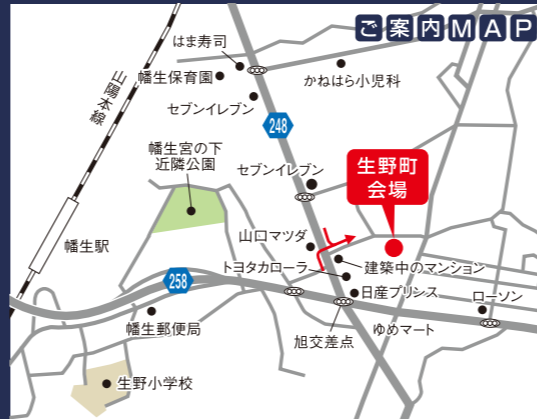 ご案内MAP
はま寿司
幡生保育園
セブンイレブン
かねはら小児科
山陽本線
248
幡生宮の下
近隣公園
セブンイレブン
生野町
会場
幡生駅
山口マツダ
トヨタカローラ
建築中のマンション
258
日産プリンス
ローソン
幡生郵便局
旭交差点
ゆめマート
生野小学校